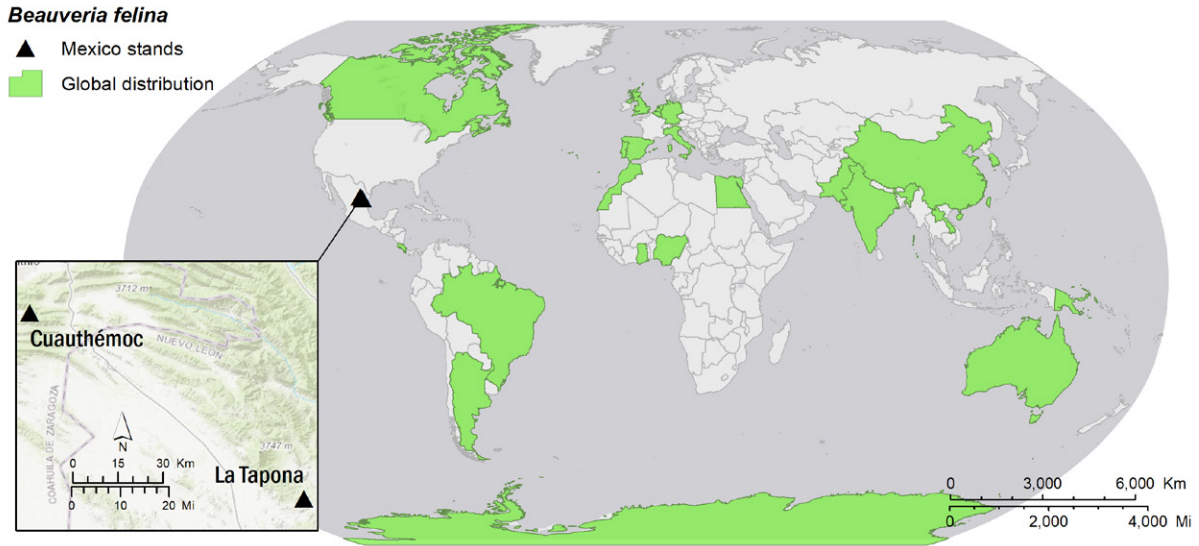 Beauveria felina
Mexico stands
Global distribution
3712 m
Cuauthémoc
NUEVO LEÓN
COAHUILA DE ZARAGOZA
N
0 15 30 Km
0 10 20 Mi
3747 m
La Tapona
0 3,000 6,000 Km
0 2,000 4,000 Mi